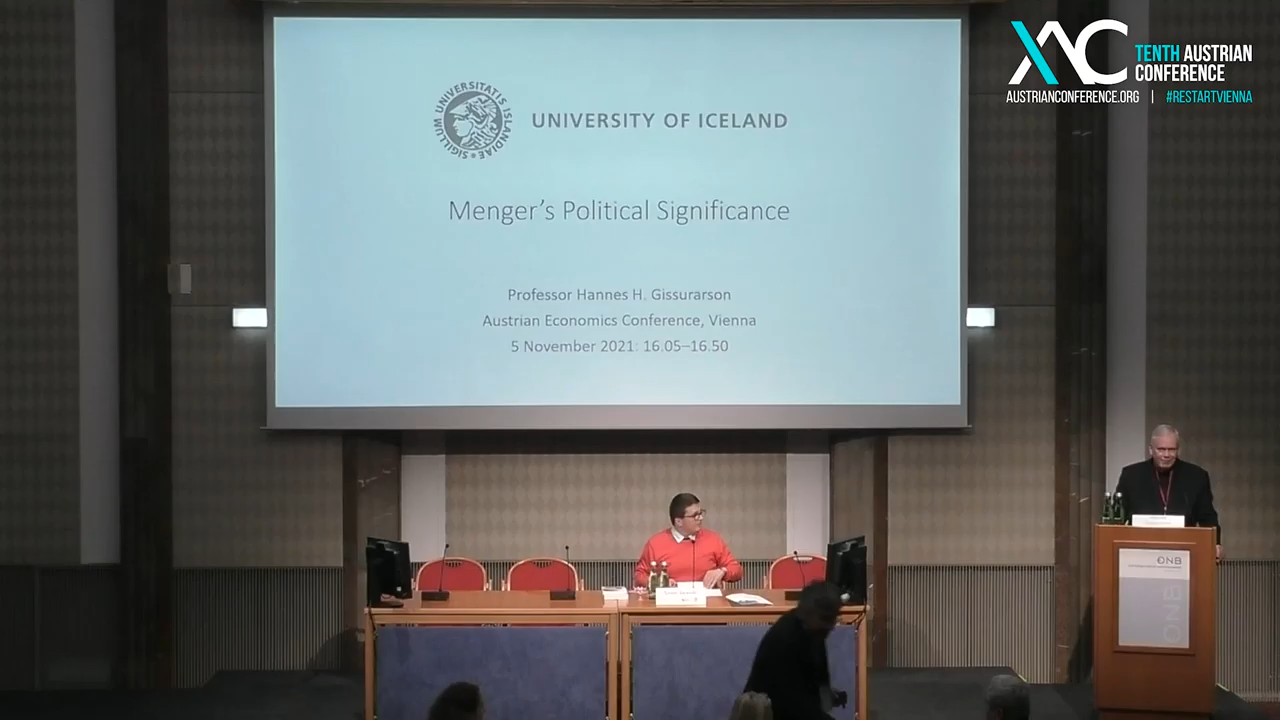 TENTH AUSTRIAN
CONFERENCE
AUSTRIANCONFERENCE.ORG | #RESTARTVIENNA
SIGILLUM UNIVERSITATIS ISLANDIAE
UNIVERSITY OF ICELAND
Menger's Political Significance
Professor Hannes H. Gissurarson
Austrian Economics Conference, Vienna
5 November 2021: 16.05–16.50
ONB
ONB